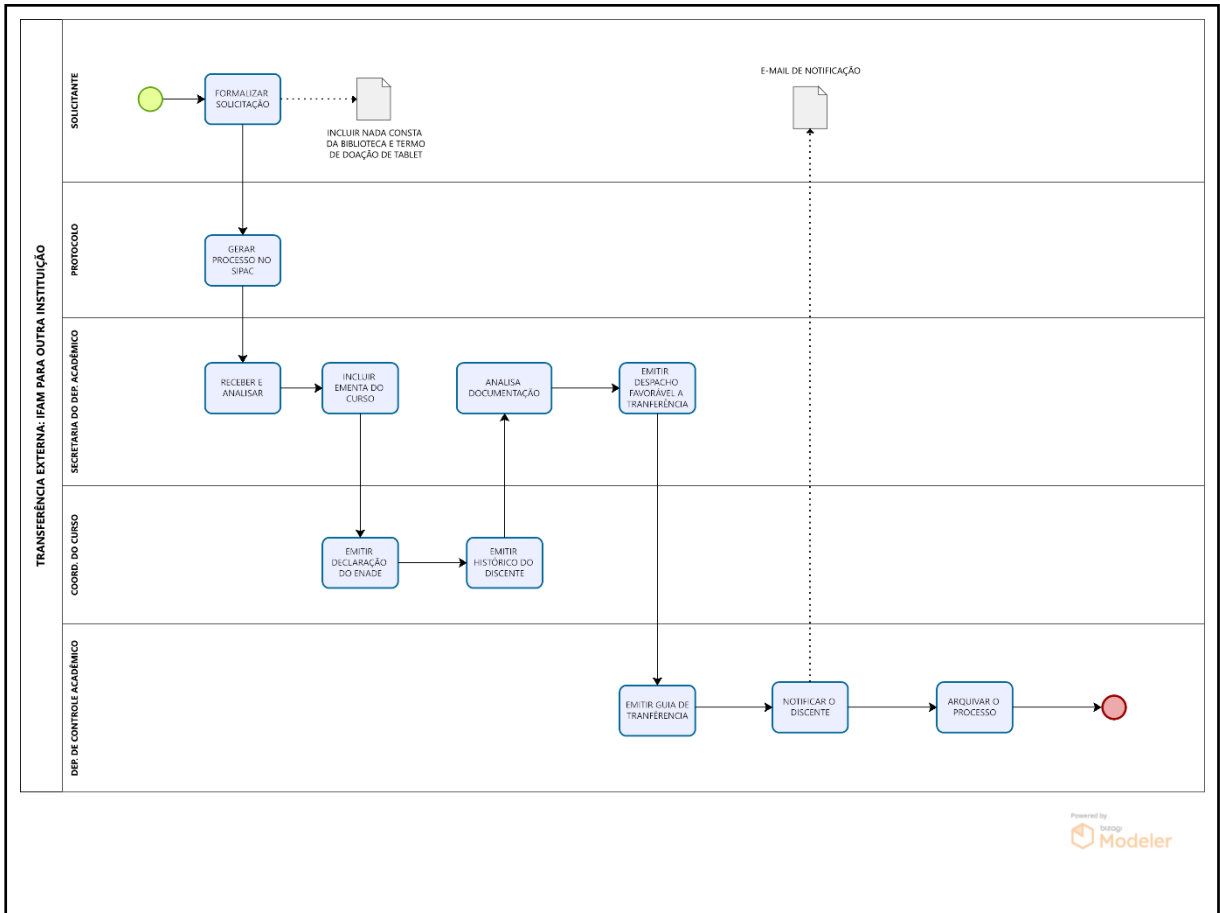 TRANSFERÊNCIA EXTERNA: IFAM PARA OUTRA INSTITUIÇÃO
SOLICITANTE
FORMALIZAR
SOLICITAÇÃO
INCLUIR NADA CONSTA
DA BIBLIOTECA E TERMO
DE DOAÇÃO DE TABLET
E-MAIL DE NOTIFICAÇÃO
PROTOCOLO
GERAR
PROCESSO NO
SIPAC
SECRETARIA DO DEP. ACADÊMICO
RECEBER E
ANALISAR
INCLUIR
EMENTA DO
CURSO
ANALISA
DOCUMENTAÇÃO
EMITIR
DESPACHO
FAVORÁVEL A
TRANFERÊNCIA
COORD. DO CURSO
EMITIR
DECLARAÇÃO
DO ENADE
EMITIR
HISTÓRICO DO
DISCENTE
DEP. DE CONTROLE ACADÊMICO
EMITIR GUIA DE
TRANFÊRENCIA
NOTIFICAR O
DISCENTE
ARQUIVAR O
PROCESSO
Powered by
bizagi
Modeler